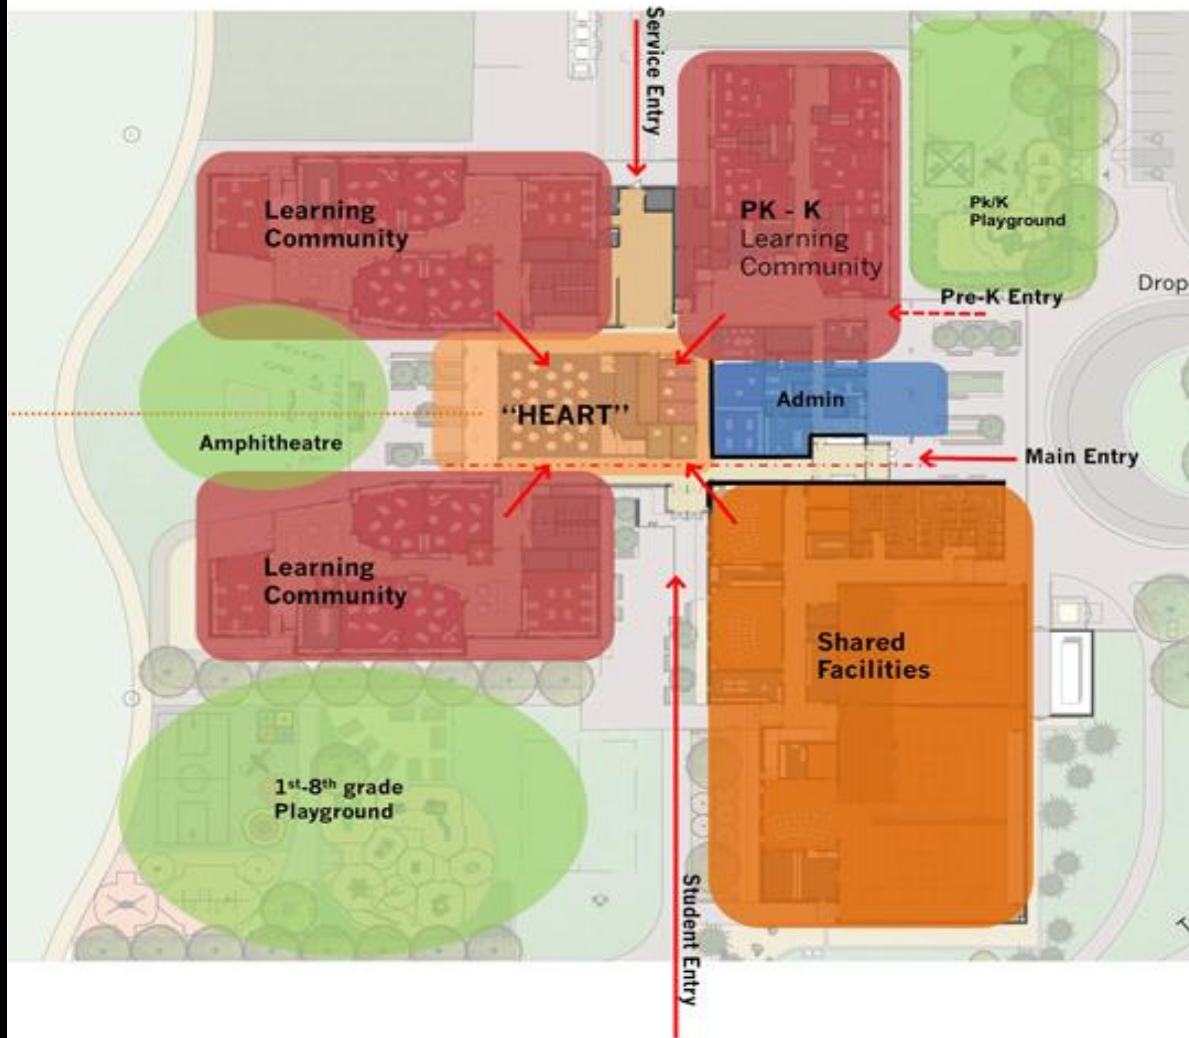 Service Entry
Learning
Community
PK - K
Learning
Community
Pk/K
Playground
Pre-K Entry
Drop
"HEART"
Admin
Amphitheatre
Main Entry
Learning
Community
Shared
Facilities
1st-8th grade
Playground
Student Entry